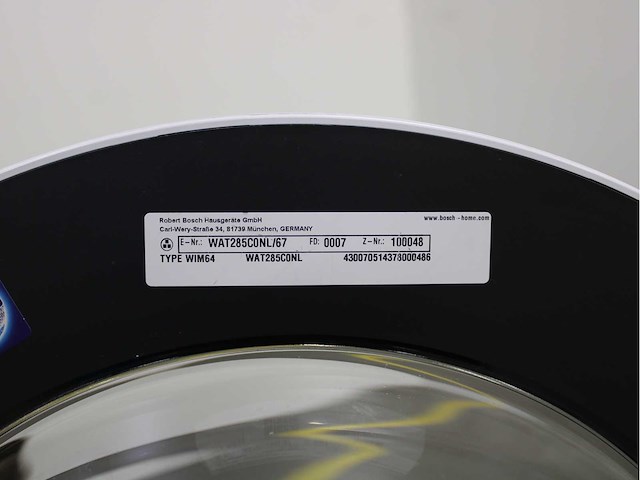 Robert Bosch Hausgeräte GmbH www.bosch-home.com
Carl-Wery-Straße 34, 81739 München, GERMANY
E-Nr.: WAT285C0NL/67 FD: 0007 Z-Nr.: 100048
TYPE WIM64 WAT285C0NL 430070514373000486